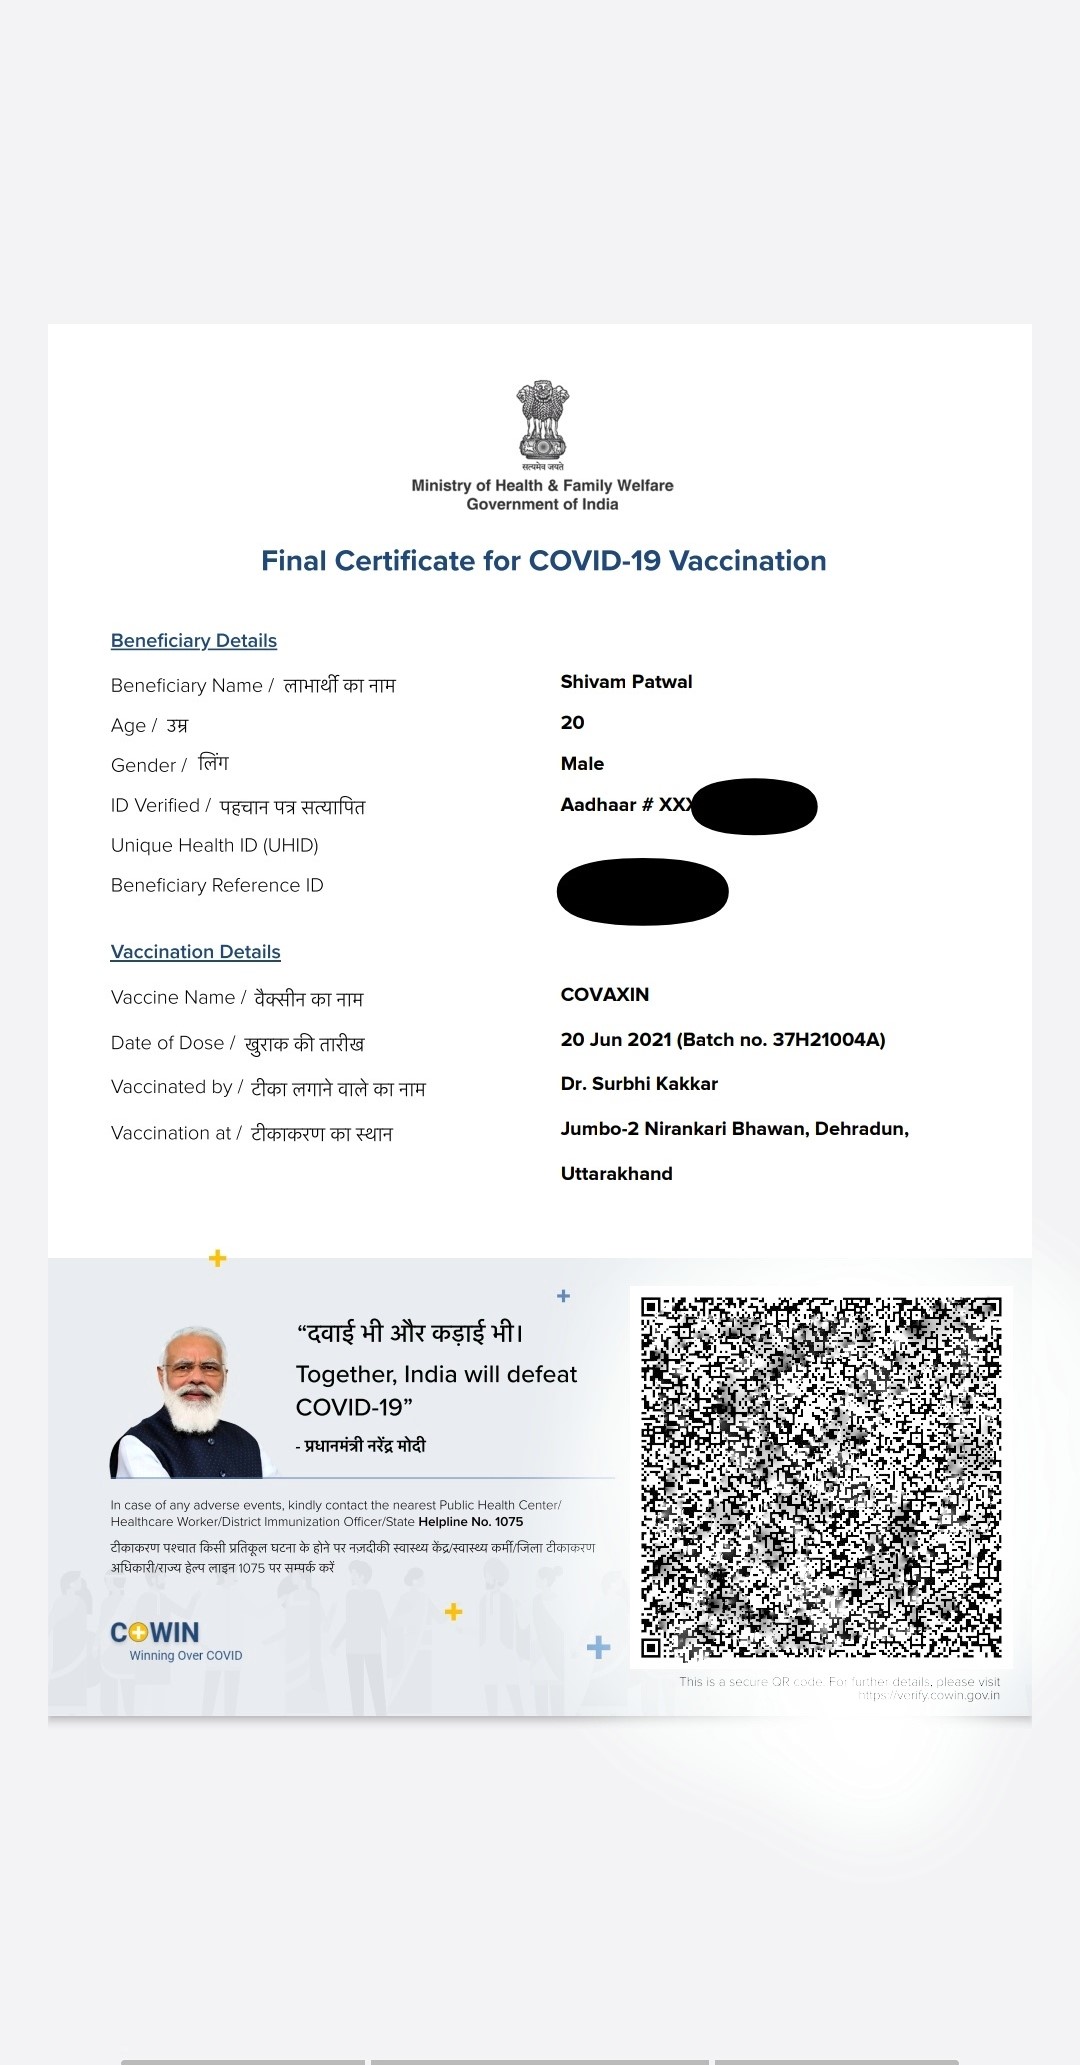 सत्यमेव जयते
Ministry of Health & Family Welfare
Government of India
Final Certificate for COVID-19 Vaccination
Beneficiary Details
Beneficiary Name / लाभार्थी का नाम Shivam Patwal
Age / उम्र 20
Gender / लिंग Male
ID Verified / पहचान पत्र सत्यापित Aadhaar # XXX
Unique Health ID (UHID)
Beneficiary Reference ID
Vaccination Details
Vaccine Name / वैक्सीन का नाम COVAXIN
Date of Dose / खुराक की तारीख 20 Jun 2021 (Batch no. 37H21004A)
Vaccinated by / टीका लगाने वाले का नाम Dr. Surbhi Kakkar
Vaccination at / टीकाकरण का स्थान Jumbo-2 Nirankari Bhawan, Dehradun,
Uttarakhand
“दवाई भी और कड़ाई भी।
Together, India will defeat
COVID-19”
- प्रधानमंत्री नरेंद्र मोदी
In case of any adverse events, kindly contact the nearest Public Health Center/
Healthcare Worker/District Immunization Officer/State Helpline No. 1075
टीकाकरण पश्चात किसी प्रतिकूल घटना के होने पर नज़दीकी स्वास्थ्य केंद्र/स्वास्थ्य कर्मी/जिला टीकाकरण
अधिकारी/राज्य हेल्प लाइन 1075 पर सम्पर्क करें
COWIN
Winning Over COVID
This is a secure QR code. For further details, please visit
https://verify.cowin.gov.in